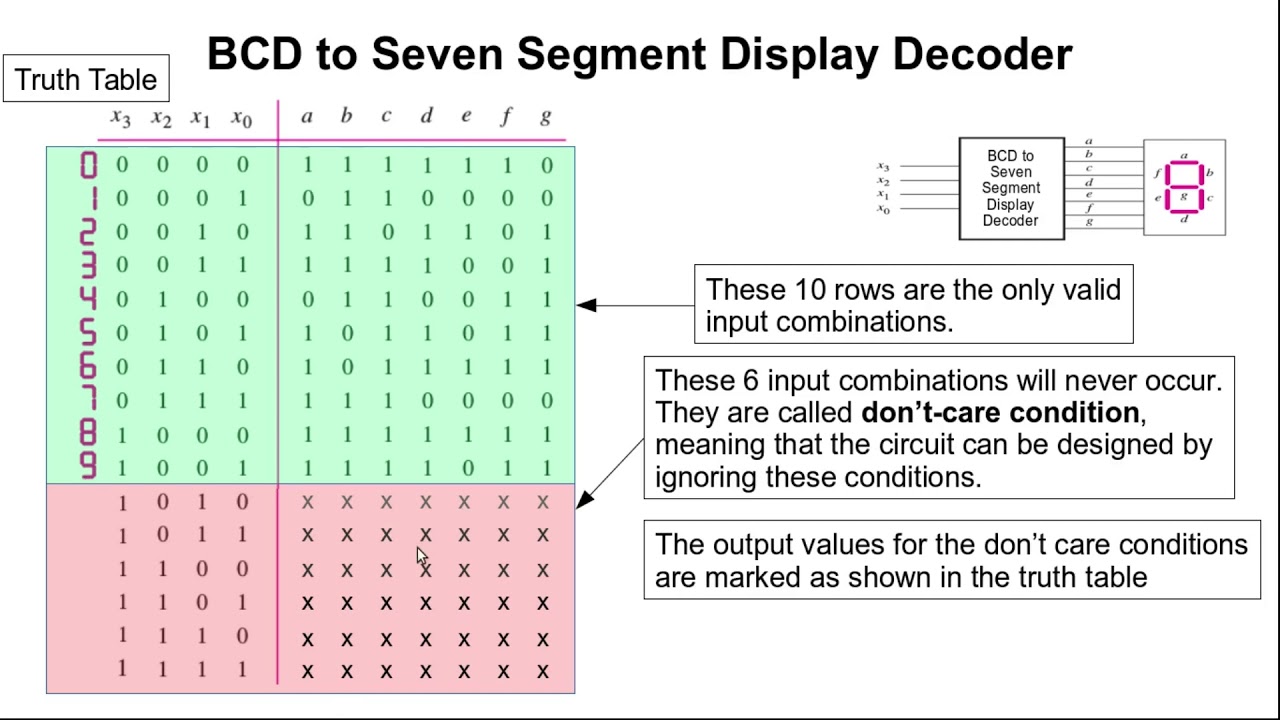 BCD to Seven Segment Display Decoder
Truth Table
x3 x2 x1 x0 a b c d e f g
0 0 0 0 0 1 1 1 1 1 1 0
1 0 0 0 1 0 1 1 0 0 0 0
2 0 0 1 0 1 1 0 1 1 0 1
3 0 0 1 1 1 1 1 1 0 0 1
4 0 1 0 0 0 1 1 0 0 1 1
5 0 1 0 1 1 0 1 1 0 1 1
6 0 1 1 0 1 0 1 1 1 1 1
7 0 1 1 1 1 1 1 0 0 0 0
8 1 0 0 0 1 1 1 1 1 1 1
9 1 0 0 1 1 1 1 1 0 1 1
1 0 1 0 x x x x x x x
1 0 1 1 x x x x x x x
1 1 0 0 x x x x x x x
1 1 0 1 x x x x x x x
1 1 1 0 x x x x x x x
1 1 1 1 x x x x x x x
x3
x2
x1
x0
BCD to
Seven
Segment
Display
Decoder
a
b
c
d
e
f
g
a
f b
e g c
d
These 10 rows are the only valid
input combinations.
These 6 input combinations will never occur.
They are called don't-care condition,
meaning that the circuit can be designed by
ignoring these conditions.
The output values for the don't care conditions
are marked as shown in the truth table